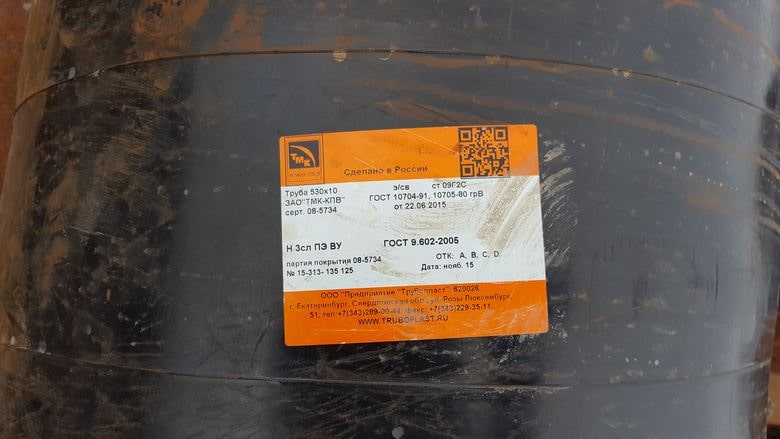 ТМК
Сделано в России
Труба 530х10 э/св ст 09Г2С
ЗАО"ТМК-КПВ" ГОСТ 10704-91, 10705-80 грВ
серт. 08-5734 от 22.06.2015
Н 3сл ПЭ ВУ ГОСТ 9.602-2005
партия покрытия 08-5734 ОТК: А, В, С, D.
№ 15-313- 135 125 Дата: нояб. 15
ООО "Предприятие "Трубопласт", 620026
г. Екатеринбург, Свердловская обл., ул. Розы Люксембург,
51, тел.+7(343)289-00-44, факс: +7(343)229-35-11,
WWW.TRUBOPLAST.RU